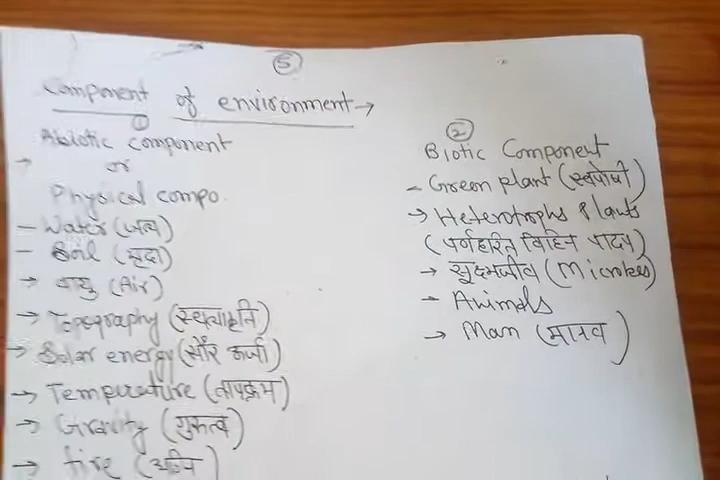 5
Component of environment →
① Abiotic component
or
Physical compo.
- Water (जल)
- Soil (मृदा)
→ वायु (Air)
→ Topography (स्थलाकृति)
→ Solar energy (सौर ऊर्जा)
→ Temperature (तापक्रम)
→ Gravity (गुरुत्व)
→ fire (अग्नि)
② Biotic Component
- Green plant (स्वपोषी)
→ Heterotrophs Plants
(पर्णहरित विहिन पादप)
→ सूक्ष्मजीव (Microbes)
- Animals
→ Man (मानव)